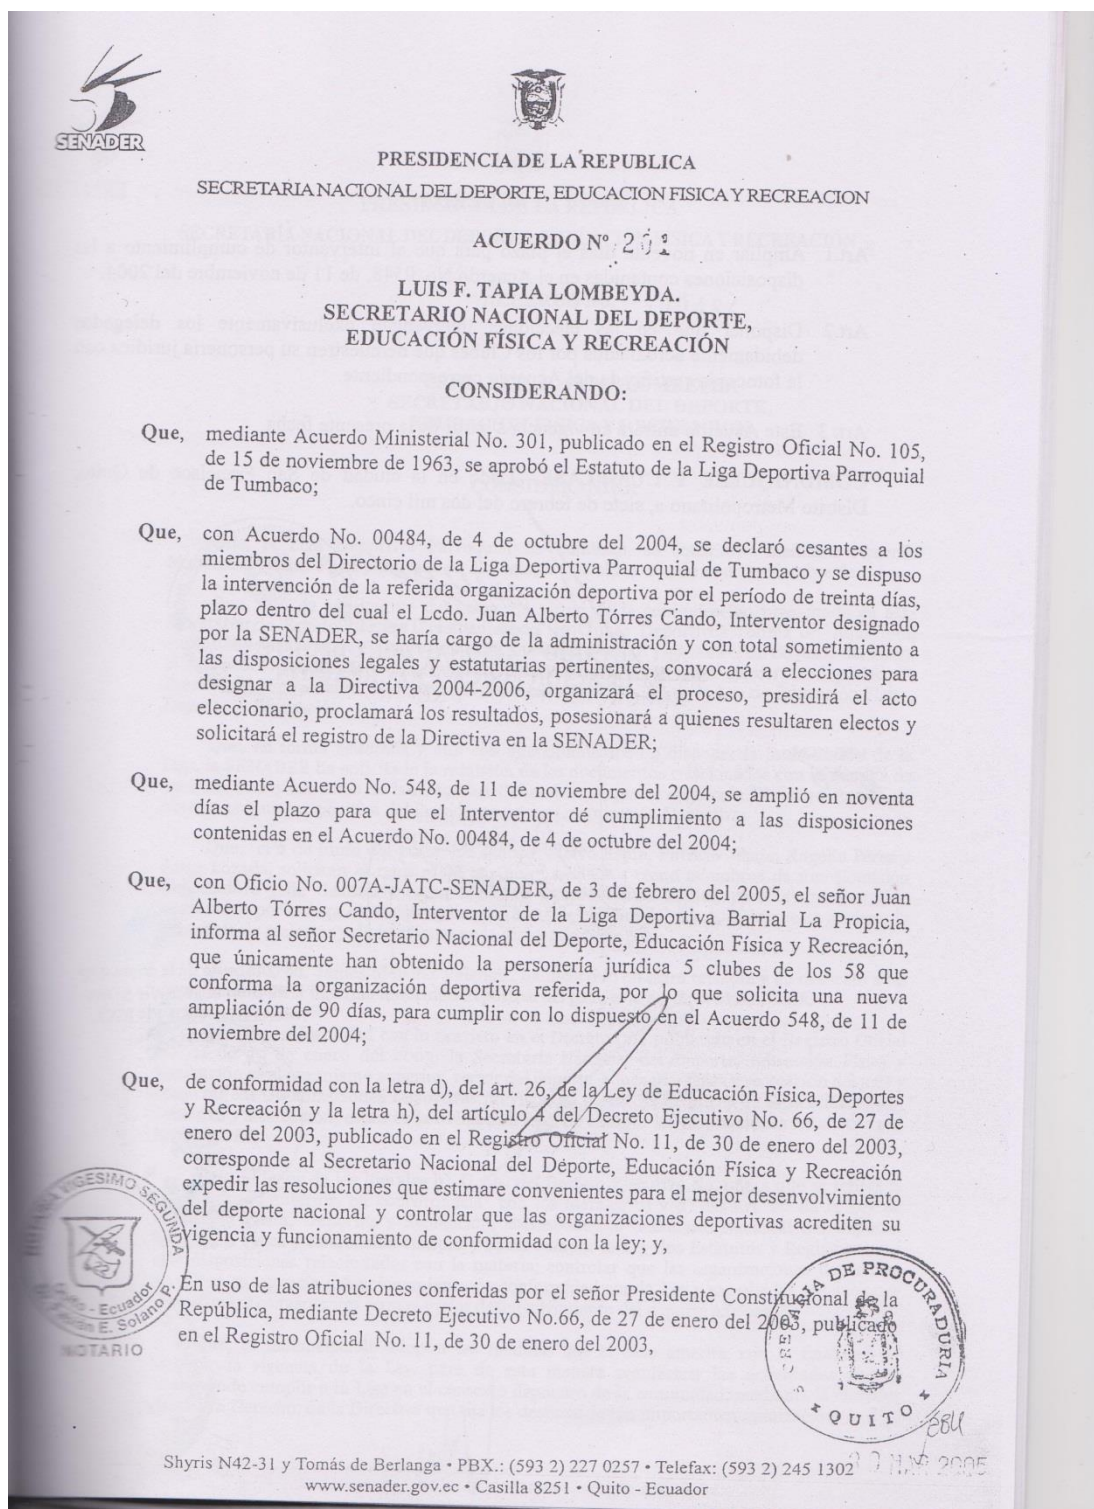 SENADER
PRESIDENCIA DE LA REPUBLICA
SECRETARIA NACIONAL DEL DEPORTE, EDUCACION FISICA Y RECREACION
ACUERDO Nº 201
LUIS F. TAPIA LOMBEYDA.
SECRETARIO NACIONAL DEL DEPORTE,
EDUCACIÓN FÍSICA Y RECREACIÓN
CONSIDERANDO:
Que, mediante Acuerdo Ministerial No. 301, publicado en el Registro Oficial No. 105,
de 15 de noviembre de 1963, se aprobó el Estatuto de la Liga Deportiva Parroquial
de Tumbaco;
Que, con Acuerdo No. 00484, de 4 de octubre del 2004, se declaró cesantes a los
miembros del Directorio de la Liga Deportiva Parroquial de Tumbaco y se dispuso
la intervención de la referida organización deportiva por el período de treinta días,
plazo dentro del cual el Lcdo. Juan Alberto Tórres Cando, Interventor designado
por la SENADER, se haría cargo de la administración y con total sometimiento a
las disposiciones legales y estatutarias pertinentes, convocará a elecciones para
designar a la Directiva 2004-2006, organizará el proceso, presidirá el acto
eleccionario, proclamará los resultados, posesionará a quienes resultaren electos y
solicitará el registro de la Directiva en la SENADER;
Que, mediante Acuerdo No. 548, de 11 de noviembre del 2004, se amplió en noventa
días el plazo para que el Interventor dé cumplimiento a las disposiciones
contenidas en el Acuerdo No. 00484, de 4 de octubre del 2004;
Que, con Oficio No. 007A-JATC-SENADER, de 3 de febrero del 2005, el señor Juan
Alberto Tórres Cando, Interventor de la Liga Deportiva Barrial La Propicia,
informa al señor Secretario Nacional del Deporte, Educación Física y Recreación,
que únicamente han obtenido la personería jurídica 5 clubes de los 58 que
conforma la organización deportiva referida, por lo que solicita una nueva
ampliación de 90 días, para cumplir con lo dispuesto en el Acuerdo 548, de 11 de
noviembre del 2004;
Que, de conformidad con la letra d), del art. 26, de la Ley de Educación Física, Deportes
y Recreación y la letra h), del artículo 4 del Decreto Ejecutivo No. 66, de 27 de
enero del 2003, publicado en el Registro Oficial No. 11, de 30 de enero del 2003,
corresponde al Secretario Nacional del Deporte, Educación Física y Recreación
expedir las resoluciones que estimare convenientes para el mejor desenvolvimiento
del deporte nacional y controlar que las organizaciones deportivas acrediten su
vigencia y funcionamiento de conformidad con la ley; y,
En uso de las atribuciones conferidas por el señor Presidente Constitucional de la
República, mediante Decreto Ejecutivo No.66, de 27 de enero del 2003, publicado
en el Registro Oficial No. 11, de 30 de enero del 2003,
VIGESIMO SEGUNDA
Quito - Ecuador
E. Solano P.
NOTARIO
DE PROCURADURIA
QUITO
MAR 2005
Shyris N42-31 y Tomás de Berlanga • PBX.: (593 2) 227 0257 • Telefax: (593 2) 245 1302
www.senader.gov.ec • Casilla 8251 • Quito - Ecuador